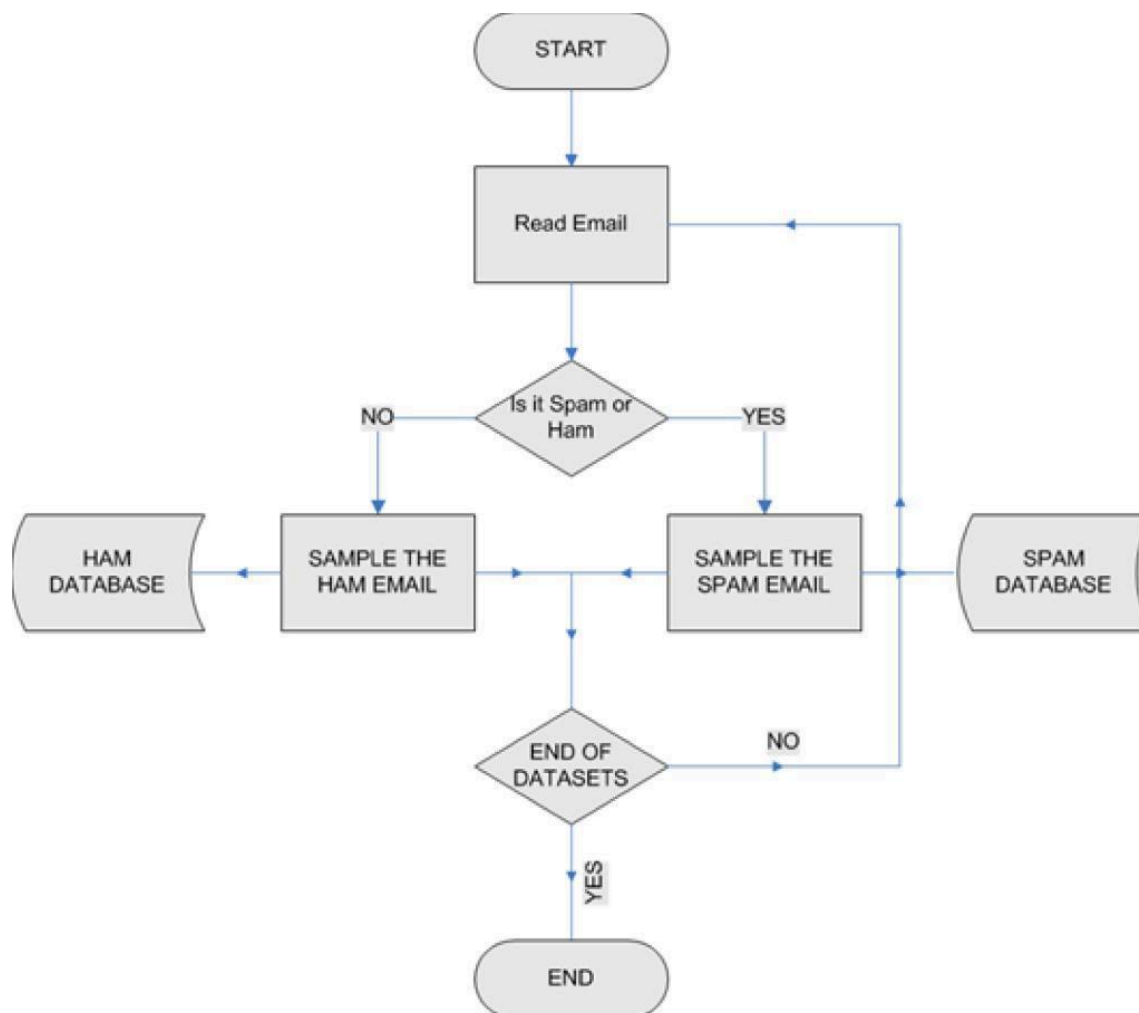 START
Read Email
Is it Spam or
Ham
NO
YES
HAM
DATABASE
SAMPLE THE
HAM EMAIL
SAMPLE THE
SPAM EMAIL
SPAM
DATABASE
END OF
DATASETS
NO
YES
END